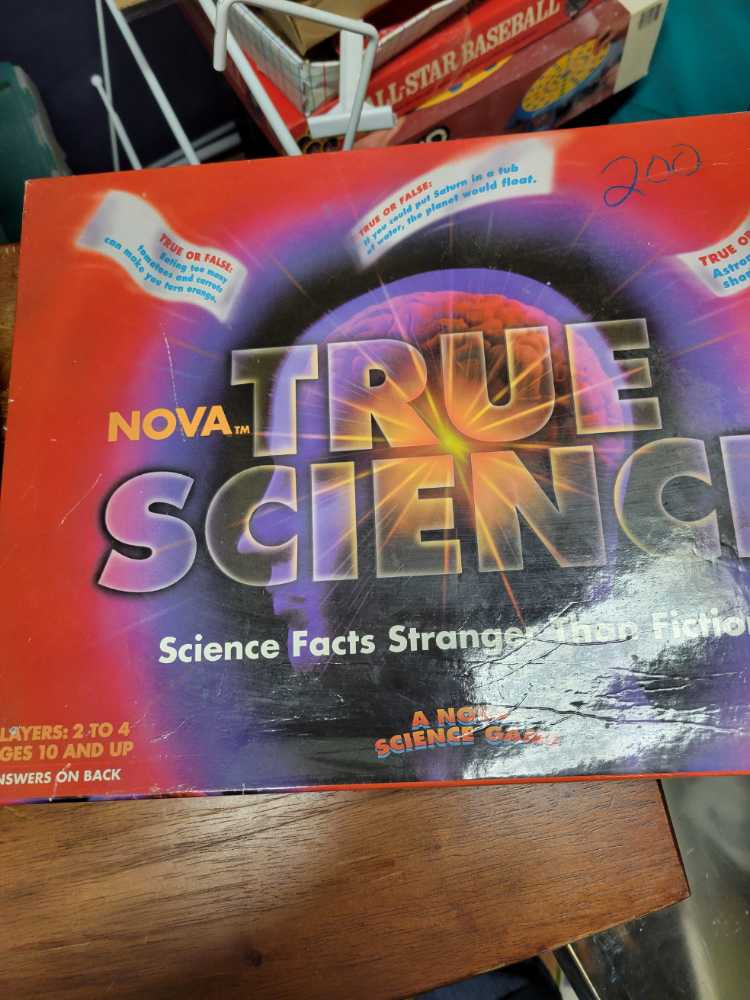 ALL-STAR BASEBALL
200
TRUE OR FALSE:
Eating too many
tomatoes and carrots
can make you turn orange.
TRUE OR FALSE:
If you could put Saturn in a tub
of water, the planet would float.
TRUE O
Astron
shar
NOVA™ TRUE
SCIENC
Science Facts Stranger Than Fictio
LAYERS: 2 TO 4
GES 10 AND UP
NSWERS ON BACK
A NOVA
SCIENCE GAME